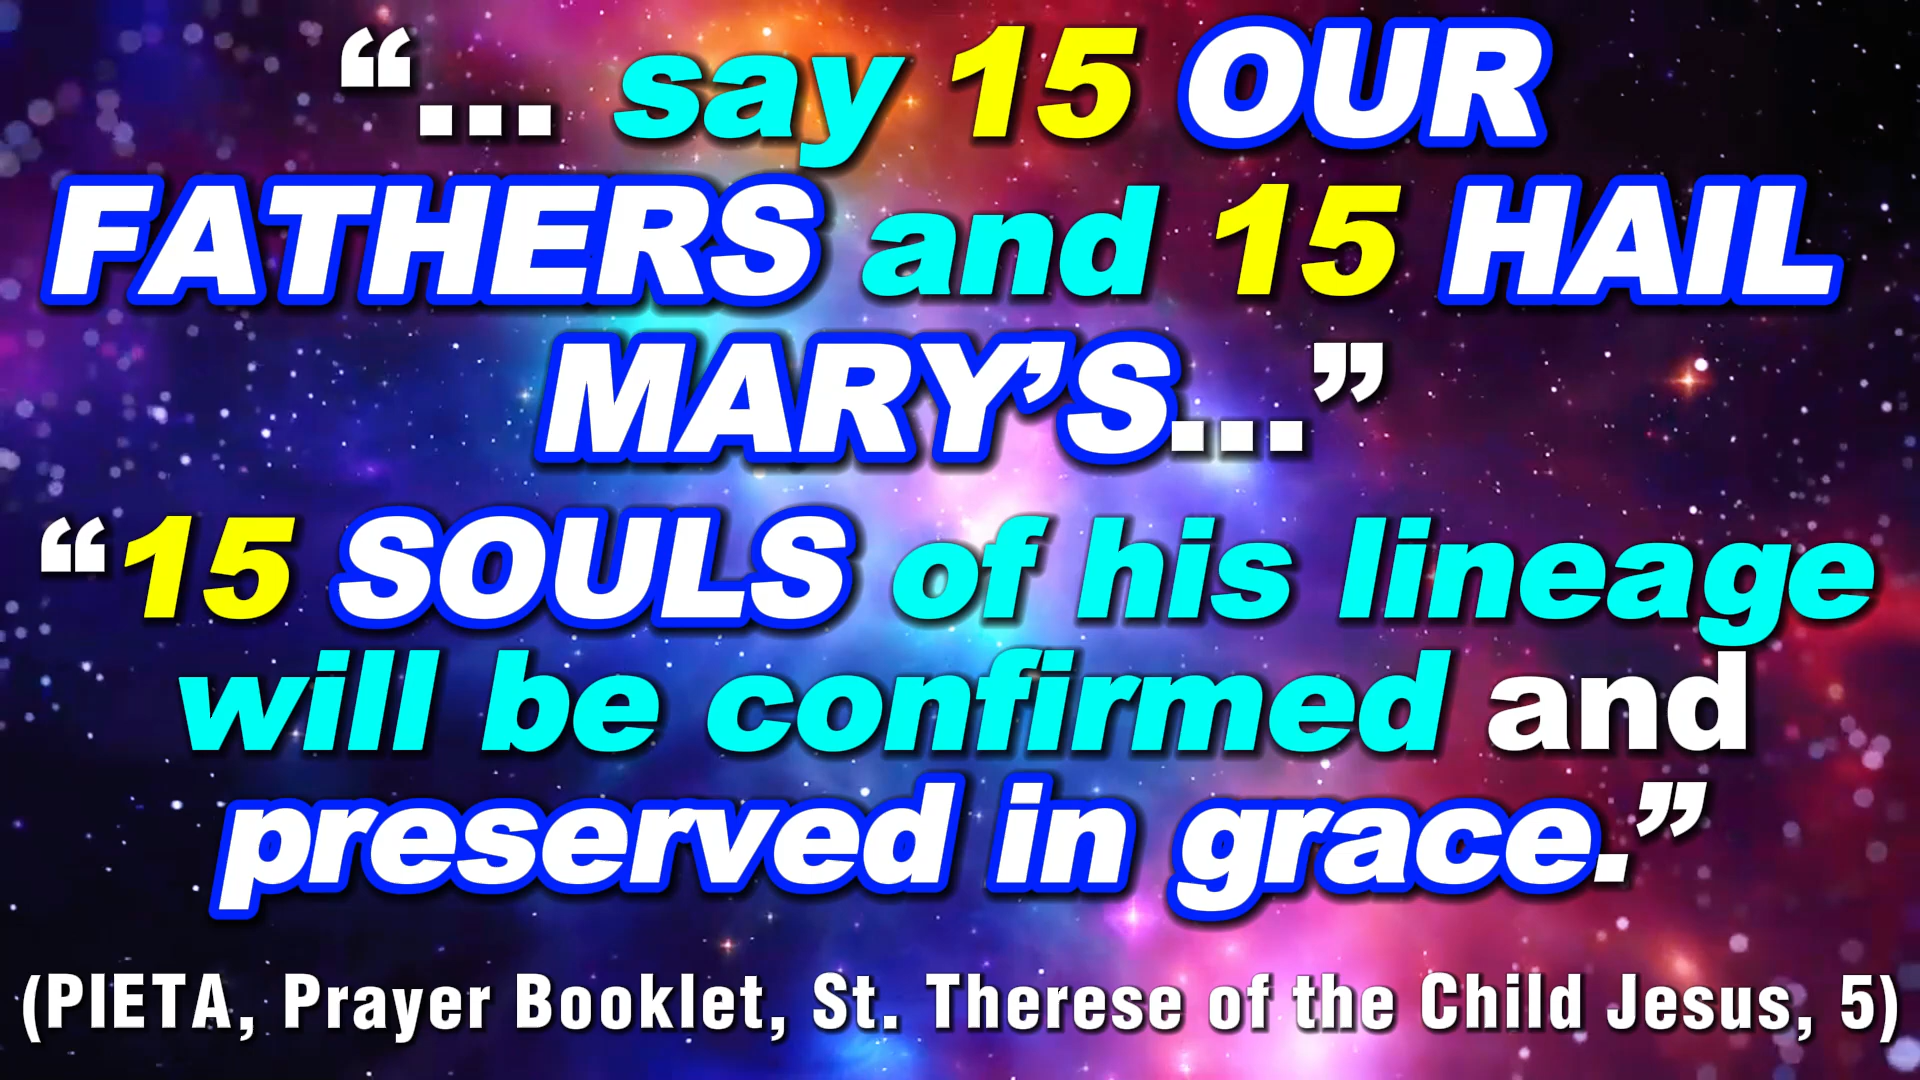 “... say 15 OUR
FATHERS and 15 HAIL
MARY’S...”
“15 SOULS of his lineage
will be confirmed and
preserved in grace.”
(PIETA, Prayer Booklet, St. Therese of the Child Jesus, 5)